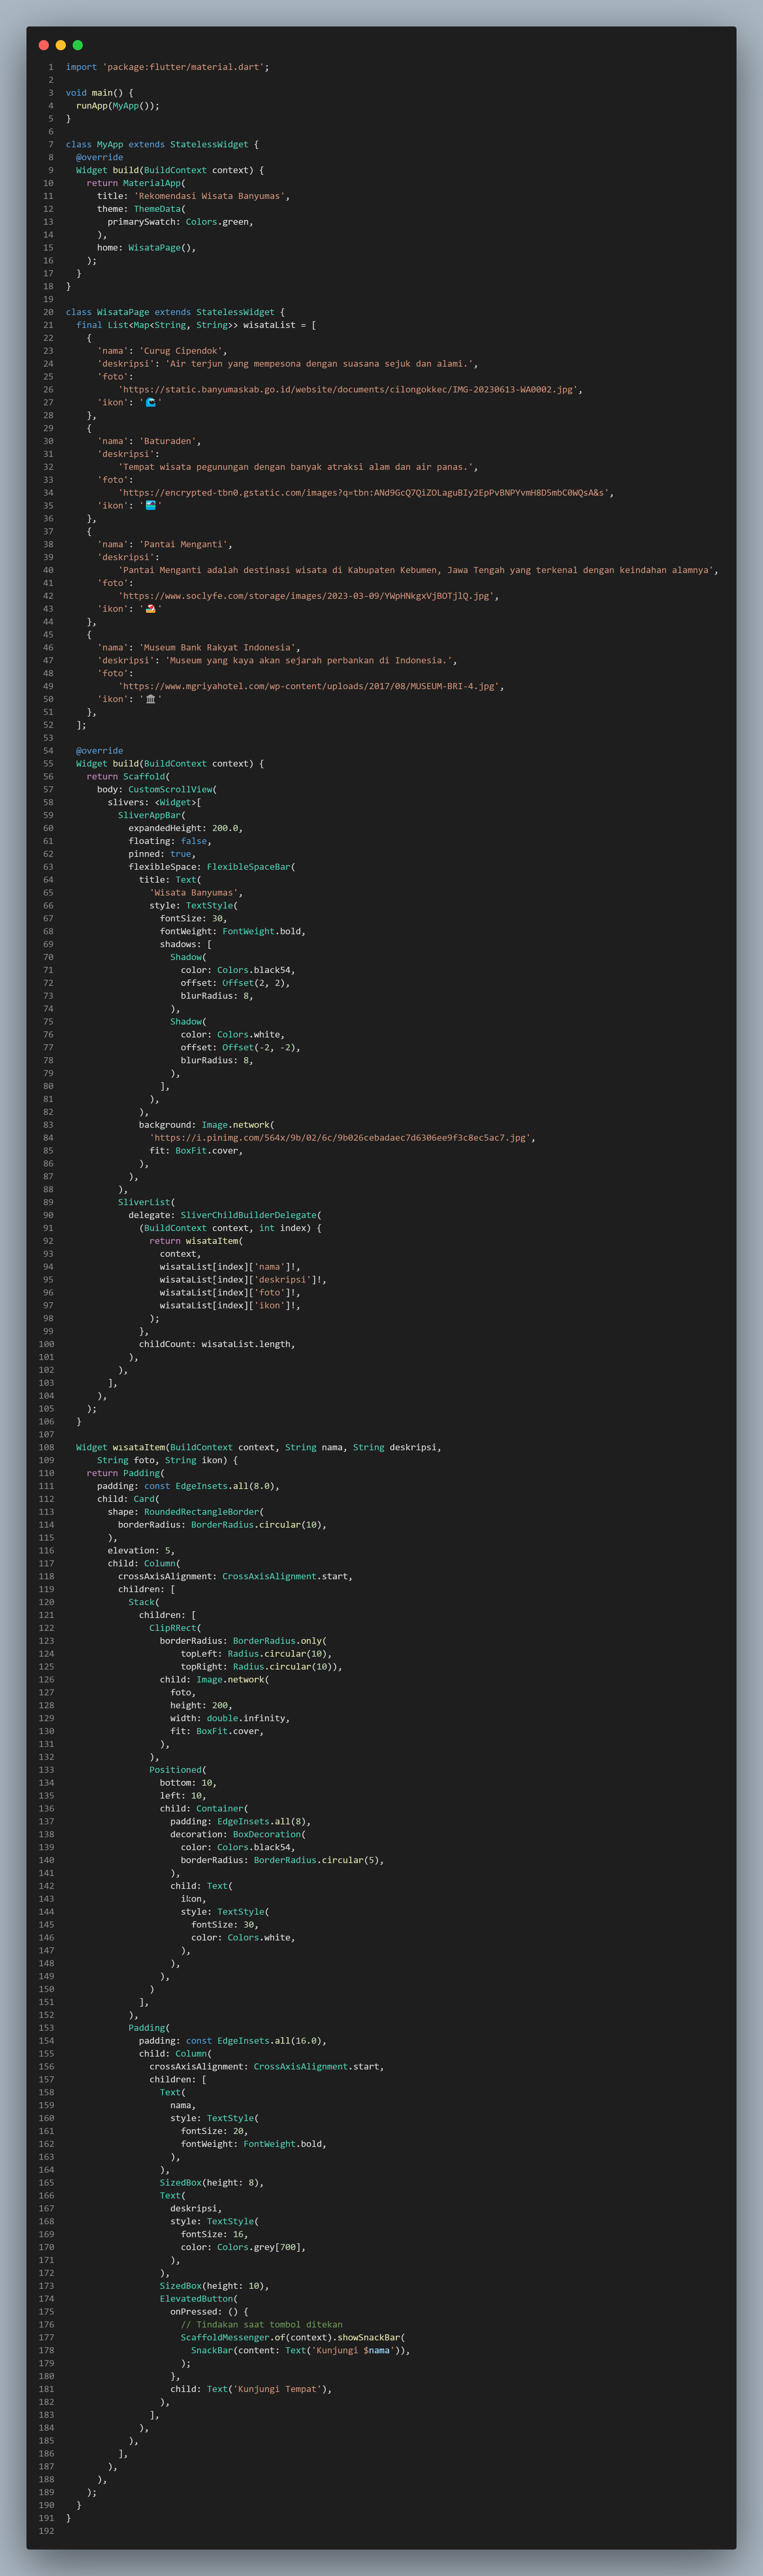 1 import 'package:flutter/material.dart';
2
3 void main() {
4   runApp(MyApp());
5 }
6
7 class MyApp extends StatelessWidget {
8   @override
9   Widget build(BuildContext context) {
10     return MaterialApp(
11       title: 'Rekomendasi Wisata Banyumas',
12       theme: ThemeData(
13         primarySwatch: Colors.green,
14       ),
15       home: WisataPage(),
16     );
17   }
18 }
19
20 class WisataPage extends StatelessWidget {
21   final List<Map<String, String>> wisataList = [
22     {
23       'nama': 'Curug Cipendok',
24       'deskripsi': 'Air terjun yang mempesona dengan suasana sejuk dan alami.',
25       'foto':
26           'https://static.banyumaskab.go.id/website/documents/cilongokkec/IMG-20230613-WA0002.jpg',
27       'ikon': '🌊'
28     },
29     {
30       'nama': 'Baturaden',
31       'deskripsi':
32           'Tempat wisata pegunungan dengan banyak atraksi alam dan air panas.',
33       'foto':
34           'https://encrypted-tbn0.gstatic.com/images?q=tbn:ANd9GcQ7QiZOLaguBIy2EpPvBNPYvmH8D5mbC0WQsA&s',
35       'ikon': ''
36     },
37     {
38       'nama': 'Pantai Menganti',
39       'deskripsi':
40           'Pantai Menganti adalah destinasi wisata di Kabupaten Kebumen, Jawa Tengah yang terkenal dengan keindahan alamnya',
41       'foto':
42           'https://www.soclyfe.com/storage/images/2023-03-09/YWpHNkgxVjBOTjlQ.jpg',
43       'ikon': '🏖️'
44     },
45     {
46       'nama': 'Museum Bank Rakyat Indonesia',
47       'deskripsi': 'Museum yang kaya akan sejarah perbankan di Indonesia.',
48       'foto':
49           'https://www.mgriyahotel.com/wp-content/uploads/2017/08/MUSEUM-BRI-4.jpg',
50       'ikon': '🏛️'
51     },
52   ];
53
54   @override
55   Widget build(BuildContext context) {
56     return Scaffold(
57       body: CustomScrollView(
58         slivers: <Widget>[
59           SliverAppBar(
60             expandedHeight: 200.0,
61             floating: false,
62             pinned: true,
63             flexibleSpace: FlexibleSpaceBar(
64               title: Text(
65                 'Wisata Banyumas',
66                 style: TextStyle(
67                   fontSize: 30,
68                   fontWeight: FontWeight.bold,
69                   shadows: [
70                     Shadow(
71                       color: Colors.black54,
72                       offset: Offset(2, 2),
73                       blurRadius: 8,
74                     ),
75                     Shadow(
76                       color: Colors.white,
77                       offset: Offset(-2, -2),
78                       blurRadius: 8,
79                     ),
80                   ],
81                 ),
82               ),
83               background: Image.network(
84                 'https://i.pinimg.com/564x/9b/02/6c/9b026cebadaec7d6306ee9f3c8ec5ac7.jpg',
85                 fit: BoxFit.cover,
86               ),
87             ),
88           ),
89           SliverList(
90             delegate: SliverChildBuilderDelegate(
91               (BuildContext context, int index) {
92                 return wisataItem(
93                   context,
94                   wisataList[index]['nama']!,
95                   wisataList[index]['deskripsi']!,
96                   wisataList[index]['foto']!,
97                   wisataList[index]['ikon']!,
98                 );
99               },
100               childCount: wisataList.length,
101             ),
102           ),
103         ],
104       ),
105     );
106   }
107
108   Widget wisataItem(BuildContext context, String nama, String deskripsi,
109       String foto, String ikon) {
110     return Padding(
111       padding: const EdgeInsets.all(8.0),
112       child: Card(
113         shape: RoundedRectangleBorder(
114           borderRadius: BorderRadius.circular(10),
115         ),
116         elevation: 5,
117         child: Column(
118           crossAxisAlignment: CrossAxisAlignment.start,
119           children: [
120             Stack(
121               children: [
122                 ClipRRect(
123                   borderRadius: BorderRadius.only(
124                       topLeft: Radius.circular(10),
125                       topRight: Radius.circular(10)),
126                   child: Image.network(
127                     foto,
128                     height: 200,
129                     width: double.infinity,
130                     fit: BoxFit.cover,
131                   ),
132                 ),
133                 Positioned(
134                   bottom: 10,
135                   left: 10,
136                   child: Container(
137                     padding: EdgeInsets.all(8),
138                     decoration: BoxDecoration(
139                       color: Colors.black54,
140                       borderRadius: BorderRadius.circular(5),
141                     ),
142                     child: Text(
143                       ikon,
144                       style: TextStyle(
145                         fontSize: 30,
146                         color: Colors.white,
147                       ),
148                     ),
149                   ),
150                 )
151               ],
152             ),
153             Padding(
154               padding: const EdgeInsets.all(16.0),
155               child: Column(
156                 crossAxisAlignment: CrossAxisAlignment.start,
157                 children: [
158                   Text(
159                     nama,
160                     style: TextStyle(
161                       fontSize: 20,
162                       fontWeight: FontWeight.bold,
163                     ),
164                   ),
165                   SizedBox(height: 8),
166                   Text(
167                     deskripsi,
168                     style: TextStyle(
169                       fontSize: 16,
170                       color: Colors.grey[700],
171                     ),
172                   ),
173                   SizedBox(height: 10),
174                   ElevatedButton(
175                     onPressed: () {
176                       // Tindakan saat tombol ditekan
177                       ScaffoldMessenger.of(context).showSnackBar(
178                         SnackBar(content: Text('Kunjungi $nama')),
179                       );
180                     },
181                     child: Text('Kunjungi Tempat'),
182                   ),
183                 ],
184               ),
185             ),
186           ],
187         ),
188       ),
189     );
190   }
191 }
192